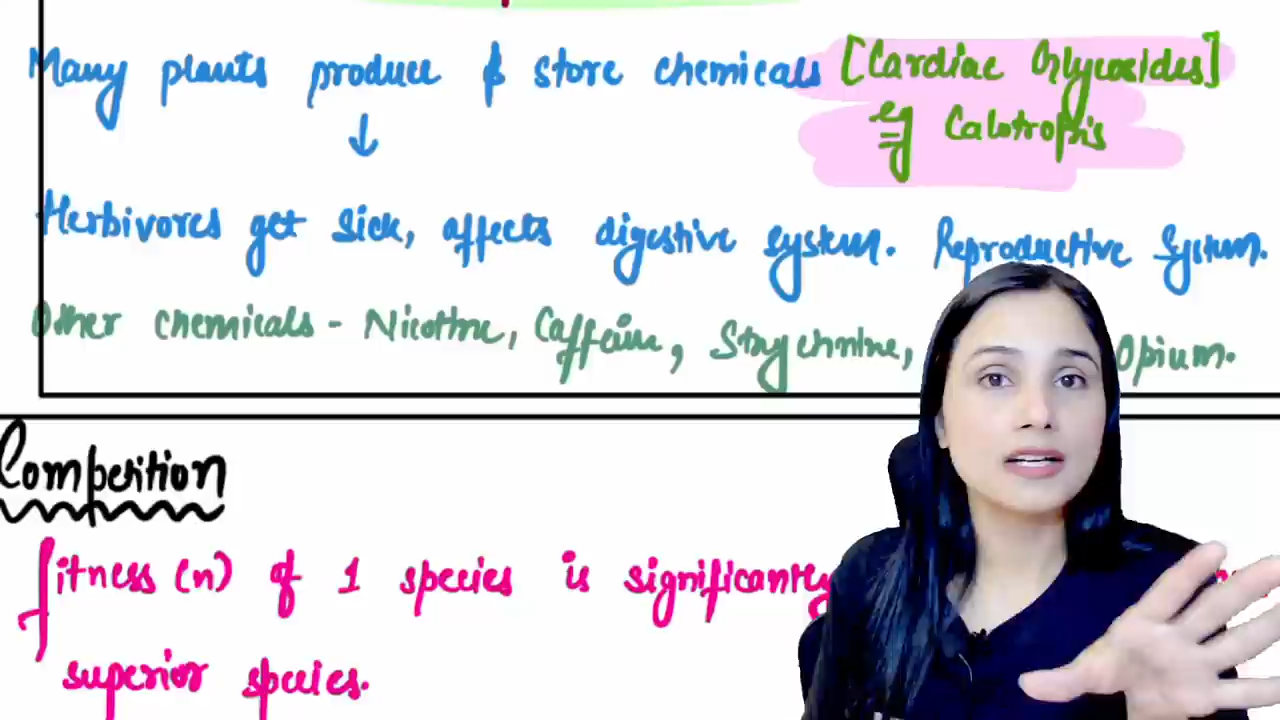 Many plants produce & store chemicals [Cardiac Glycosides]
eg Calotropis
↓
Herbivores get sick, affects digestive system. Reproductive system.
Other chemicals - Nicotine, Caffeine, Strychnine, Opium.
Competition
fitness (n) of 1 species is significantly
superior species.